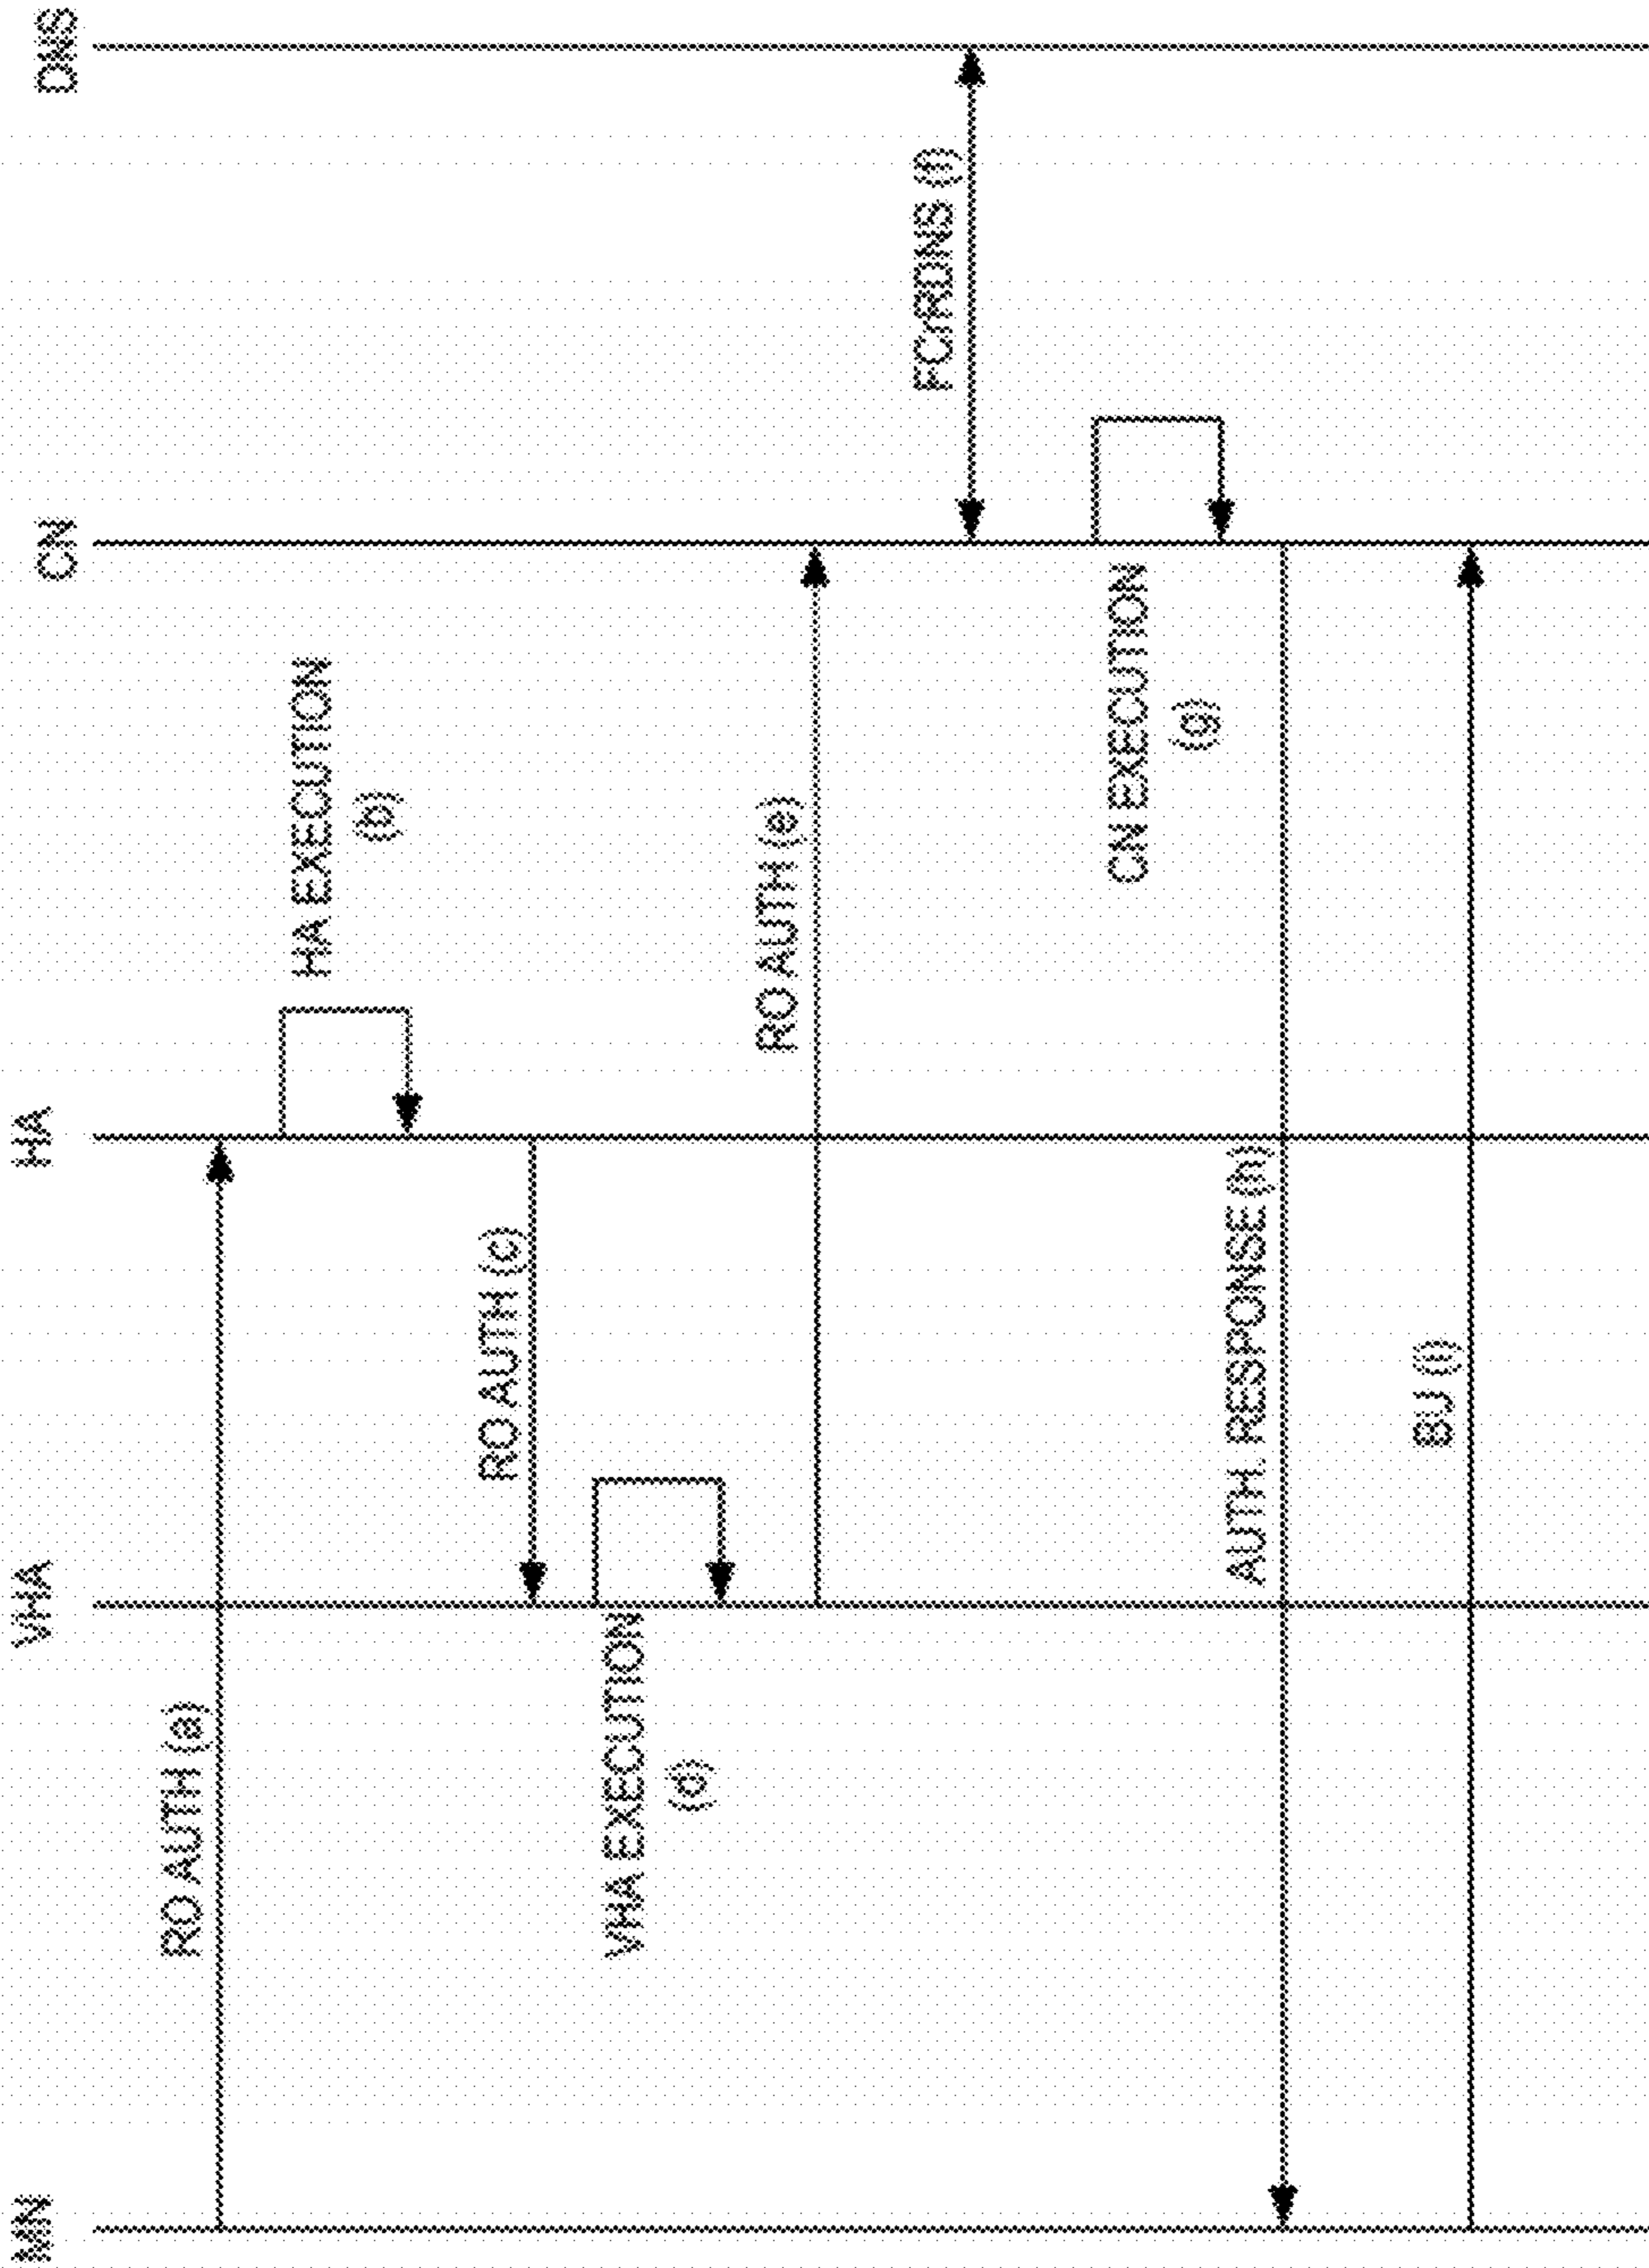 MN
VHA
HA
CN
DNS
RO AUTH (a)
HA EXECUTION
(b)
RO AUTH (c)
VHA EXECUTION
(d)
RO AUTH (e)
FCrRDNS (f)
CN EXECUTION
(g)
AUTH. RESPONSE (h)
BU (i)